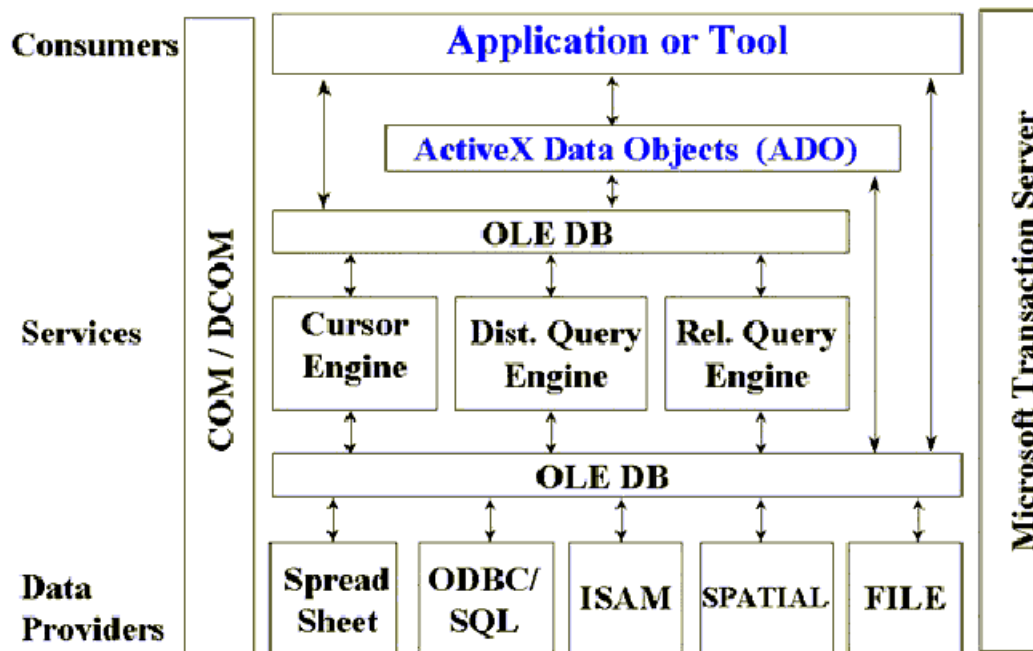 Consumers
Application or Tool
ActiveX Data Objects (ADO)
OLE DB
Services
Cursor
Engine
Dist. Query
Engine
Rel. Query
Engine
OLE DB
Data
Providers
Spread
Sheet
ODBC/
SQL
ISAM
SPATIAL
FILE
COM / DCOM
Microsoft Transaction Server